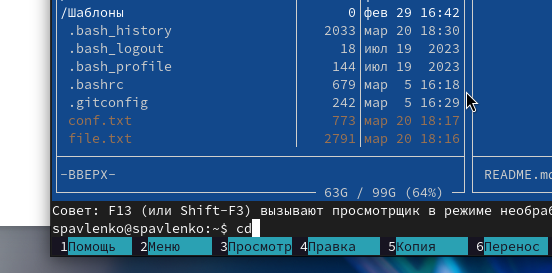 /Шаблоны 0 фев 29 16:42
.bash_history 2033 мар 20 18:30
.bash_logout 18 июл 19 2023
.bash_profile 144 июл 19 2023
.bashrc 679 мар 5 16:18
.gitconfig 242 мар 5 16:29
conf.txt 773 мар 20 18:17
file.txt 2791 мар 20 18:16
-ВВЕРХ- README.md
63G / 99G (64%)
Совет: F13 (или Shift-F3) вызывают просмотрщик в режиме
spavlenko@spavlenko:~$ cd
1Помощь 2Меню 3Просмотр 4Правка 5Копия 6Перенос